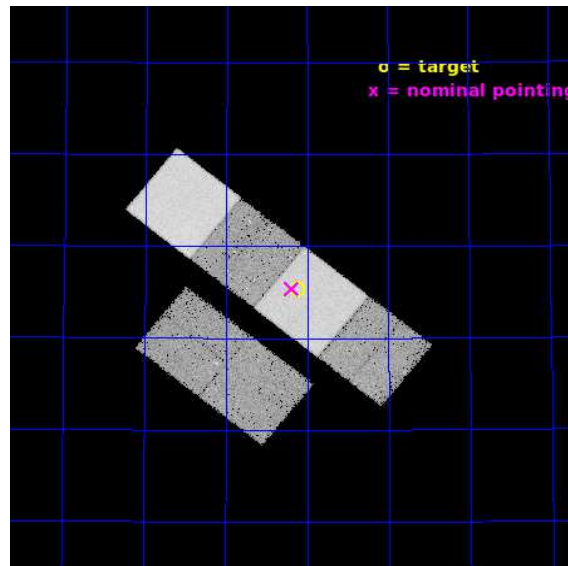 o = target
x = nominal pointing